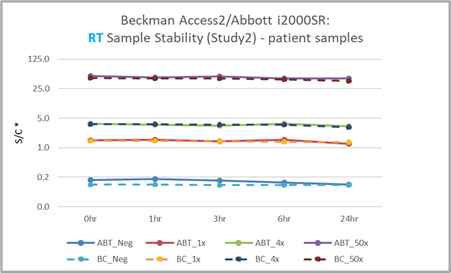 Beckman Access2/Abbott i2000SR:
RT Sample Stability (Study2) - patient samples
125.0
25.0
5.0
1.0
0.2
0.0
S/C *
0hr 1hr 3hr 6hr 24hr
ABT_Neg ABT_1x ABT_4x ABT_50x
BC_Neg BC_1x BC_4x BC_50x